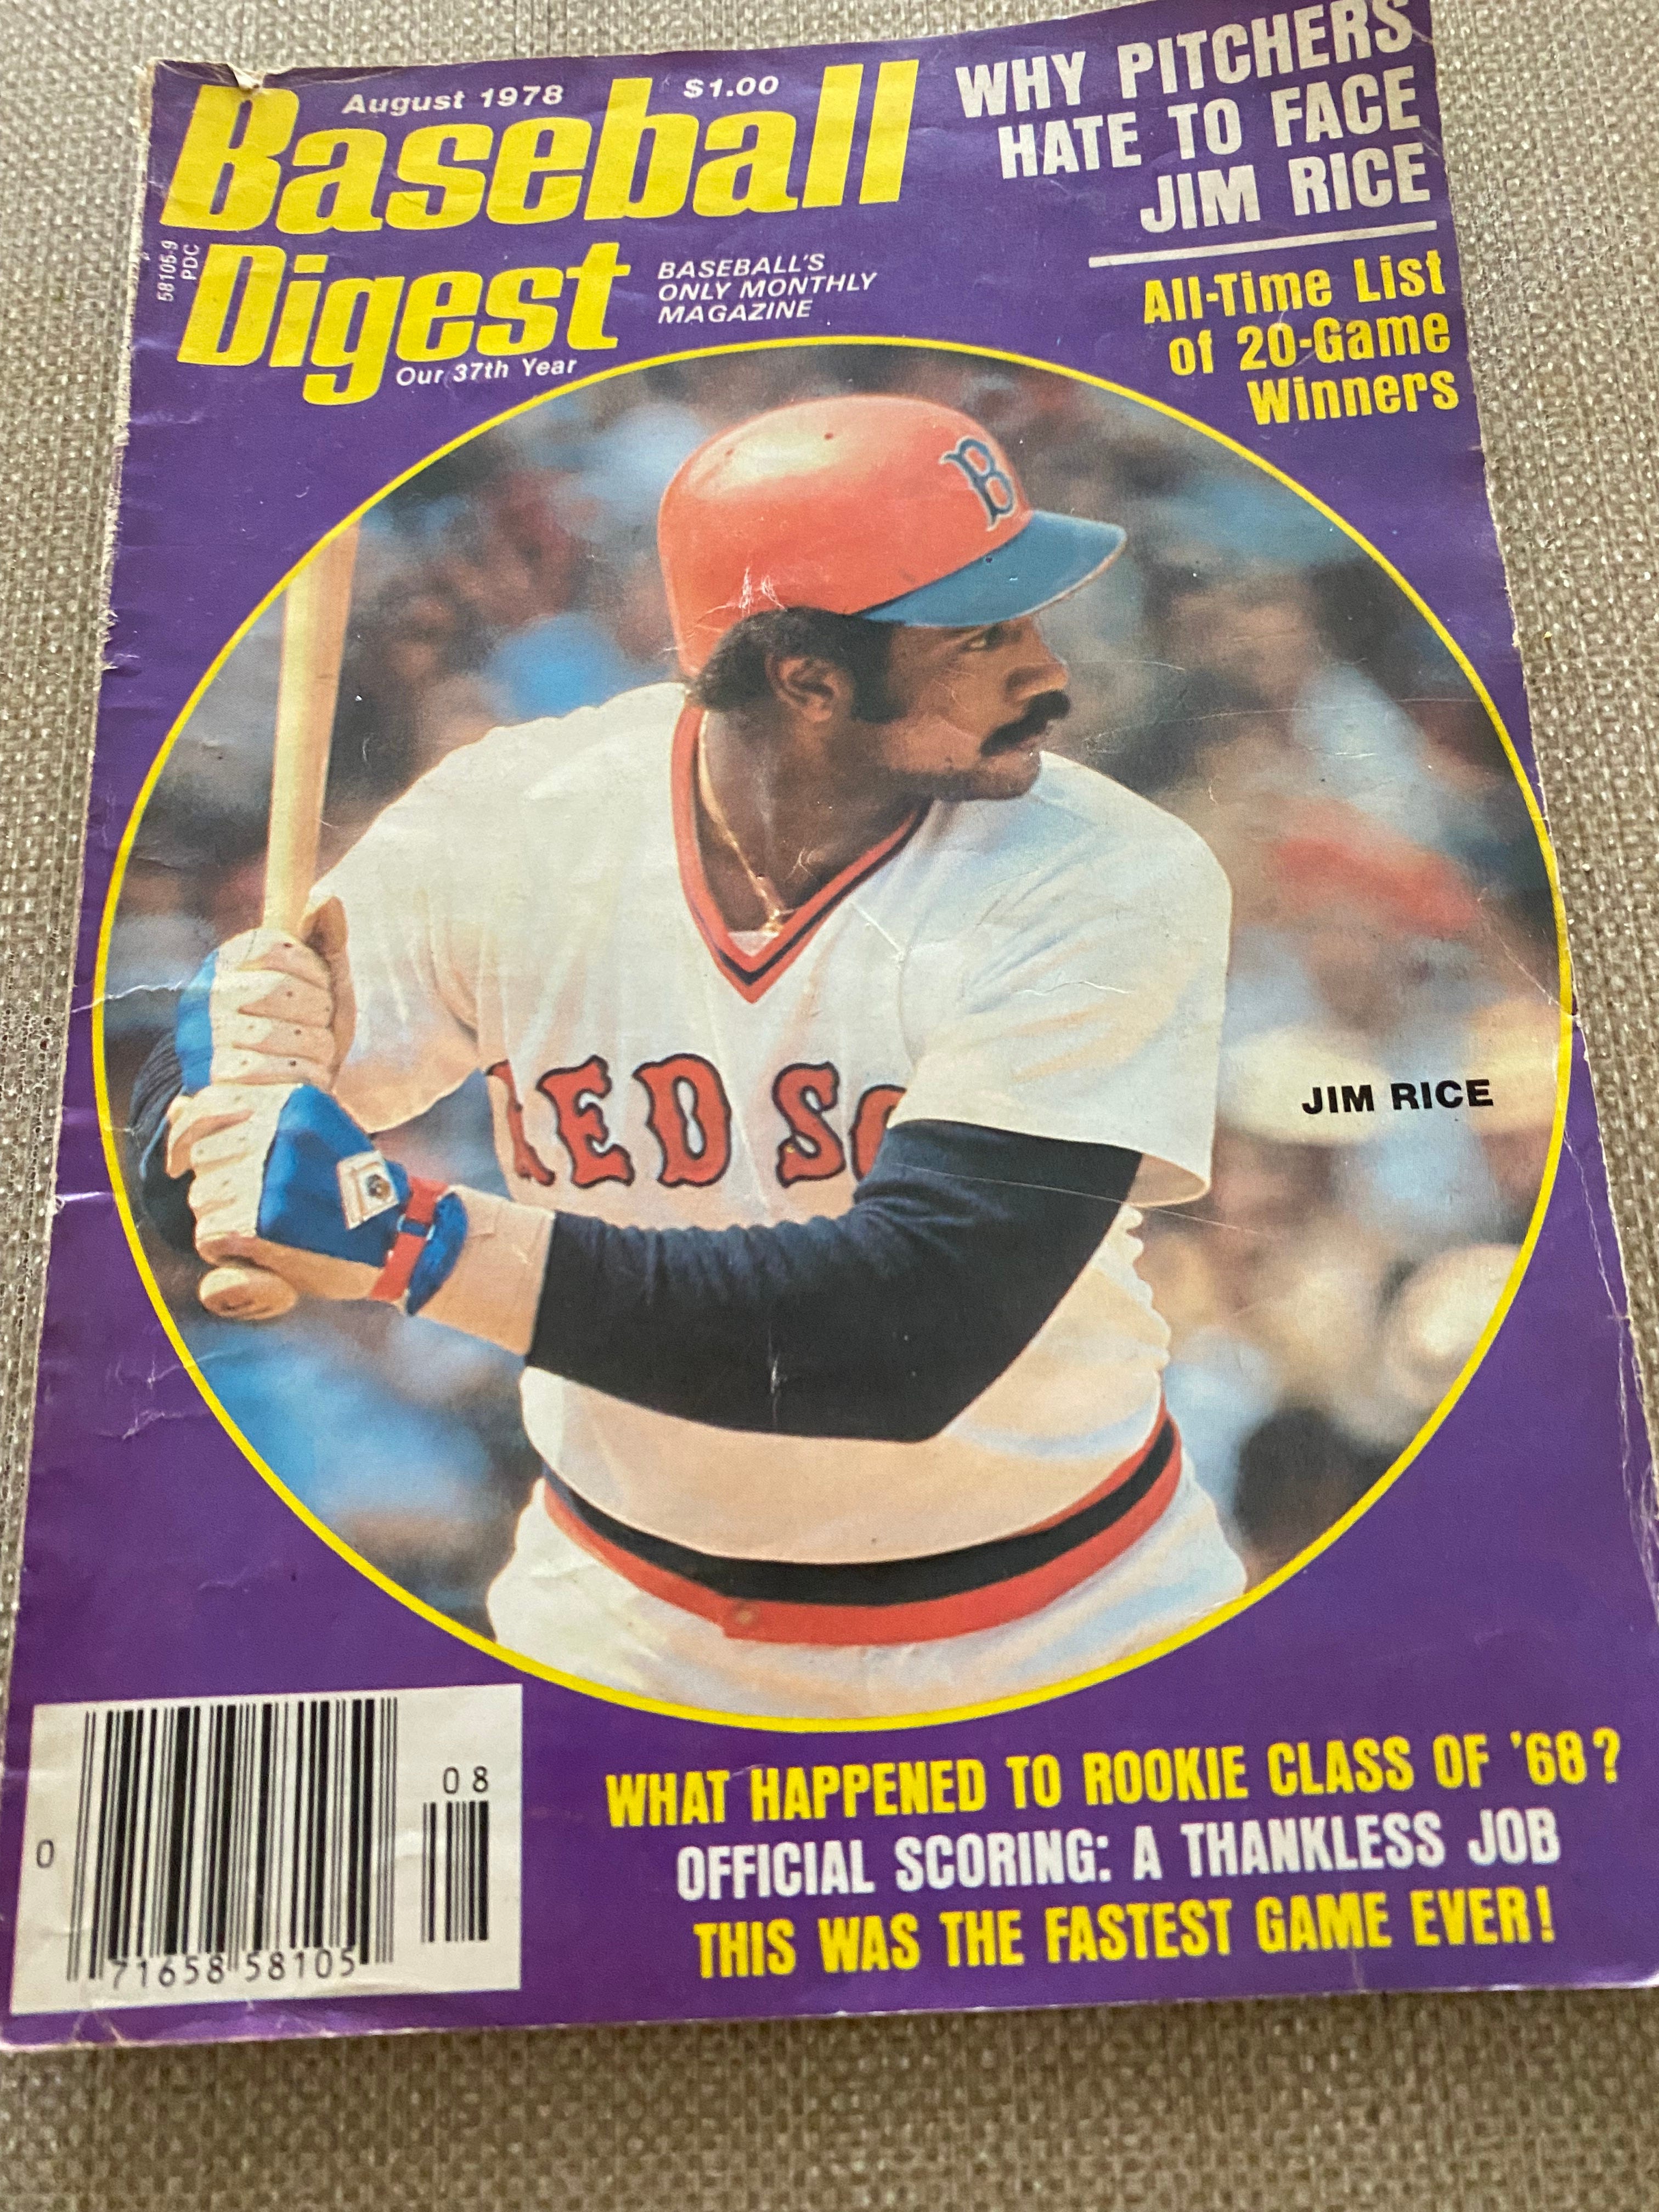 August 1978
$1.00
Baseball
Digest
58105-9
PDC
BASEBALL'S
ONLY MONTHLY
MAGAZINE
Our 37th Year
WHY PITCHERS
HATE TO FACE
JIM RICE
All-Time List
of 20-Game
Winners
B
RED SO
JIM RICE
WHAT HAPPENED TO ROOKIE CLASS OF '68?
OFFICIAL SCORING: A THANKLESS JOB
THIS WAS THE FASTEST GAME EVER!
08
0
71658 58105